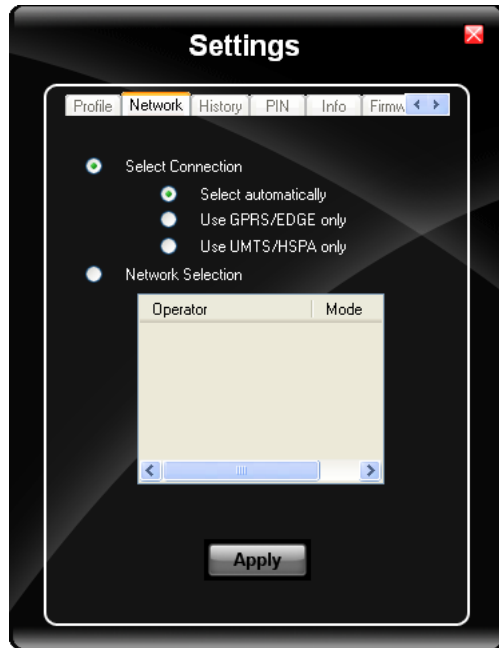 Settings
Profile Network History PIN Info Firmw
Select Connection
Select automatically
Use GPRS/EDGE only
Use UMTS/HSPA only
Network Selection
Operator Mode
Apply